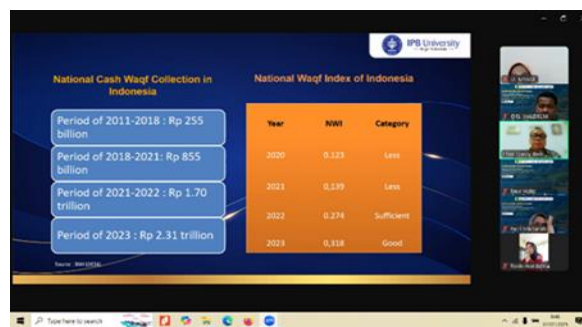 IPB University
National Cash Waqf Collection in
Indonesia
Period of 2011-2018 : Rp 255
billion
Period of 2018-2021: Rp 855
billion
Period of 2021-2022 : Rp 1.70
trillion
Period of 2023 : Rp 2.31 trillion
National Waqf Index of Indonesia
Year NWI Category
2020 0.123 Less
2021 0,139 Less
2022 0.274 Sufficient
2023 0,318 Good
Type here to search